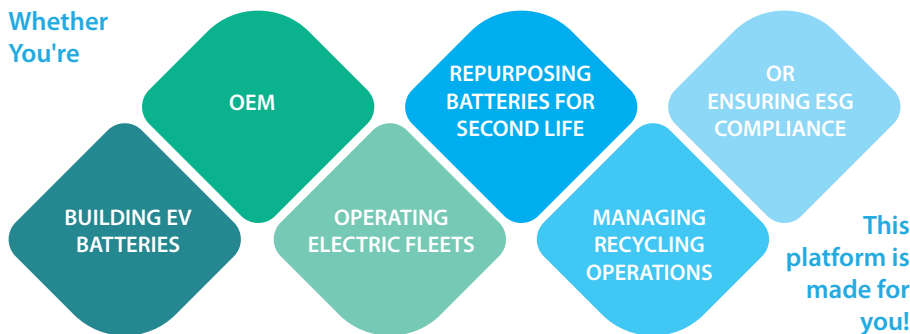 Whether
You're
BUILDING EV
BATTERIES
OEM
OPERATING
ELECTRIC FLEETS
REPURPOSING
BATTERIES FOR
SECOND LIFE
MANAGING
RECYCLING
OPERATIONS
OR
ENSURING ESG
COMPLIANCE
This
platform is
made for
you!